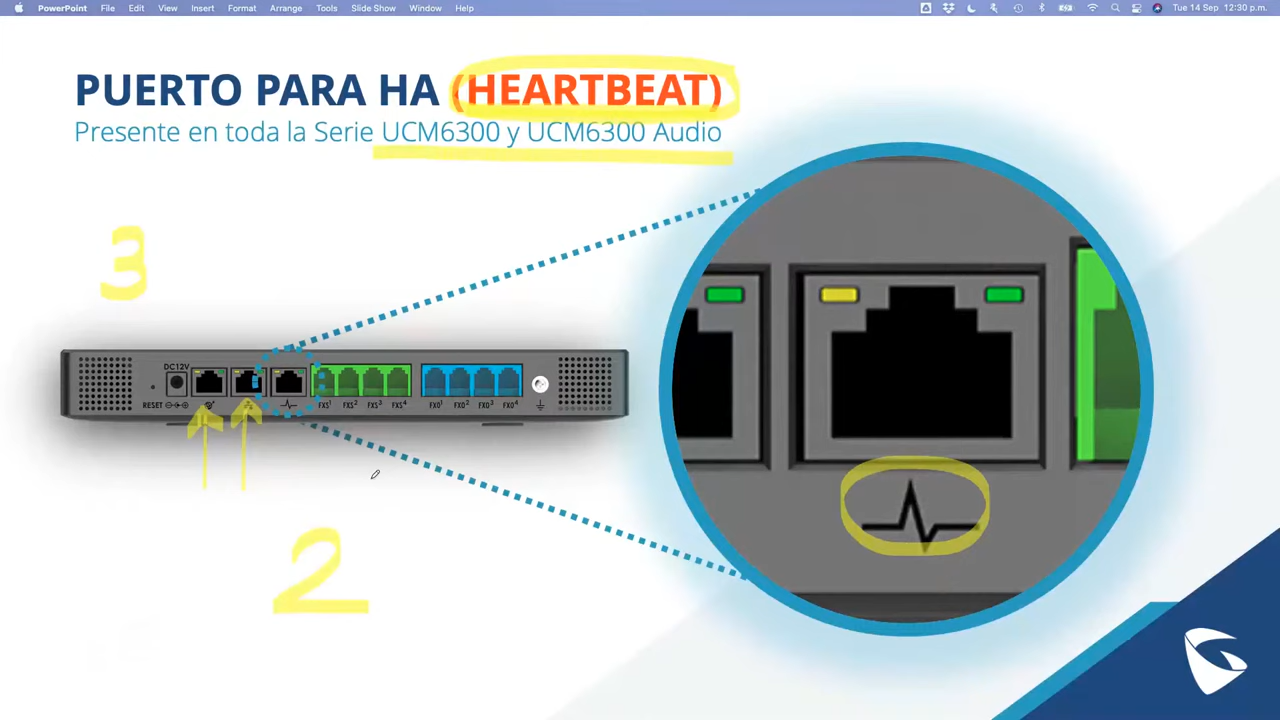 PowerPoint File Edit View Insert Format Arrange Tools Slide Show Window Help Tue 14 Sep 12:30 p.m.
PUERTO PARA HA (HEARTBEAT)
Presente en toda la Serie UCM6300 y UCM6300 Audio
3
DC12V
RESET FXS1 FXS2 FXS3 FXS4 FXO1 FXO2 FXO3 FXO4
2